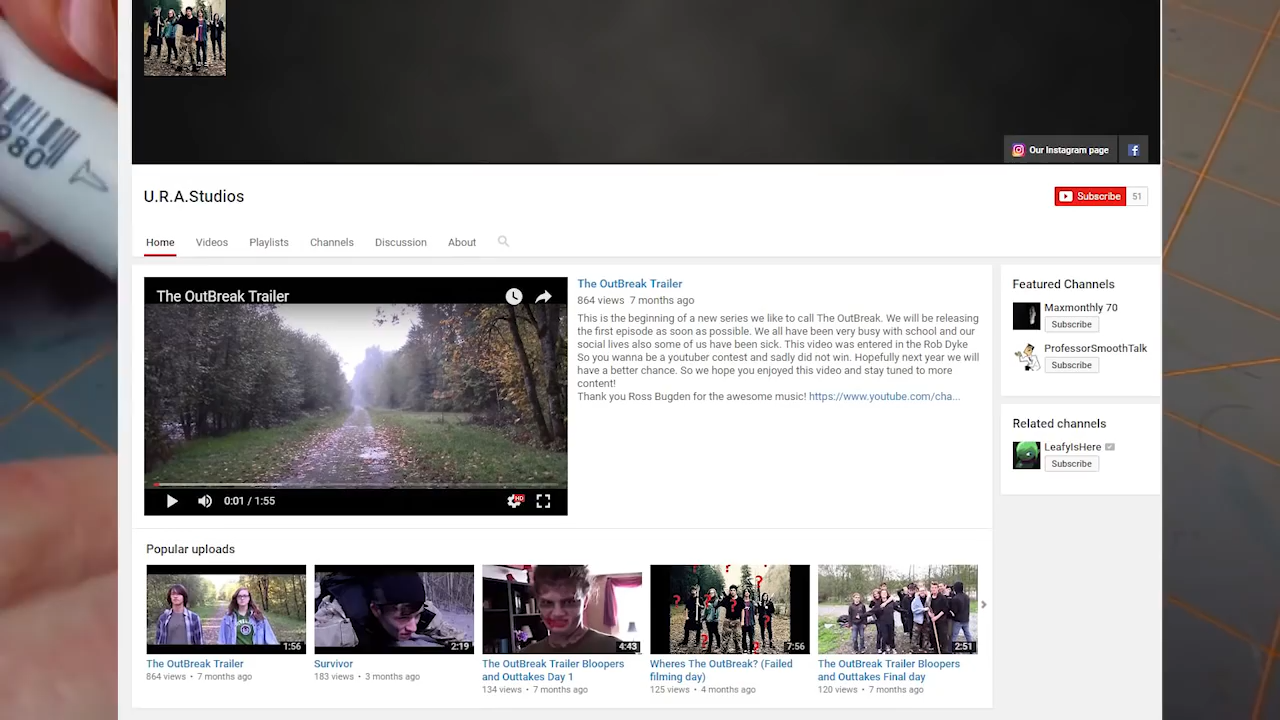 980
Our Instagram page
U.R.A.Studios
Subscribe 51
Home Videos Playlists Channels Discussion About
The OutBreak Trailer
HD
0:01 / 1:55
The OutBreak Trailer
864 views 7 months ago
This is the beginning of a new series we like to call The OutBreak. We will be releasing
the first episode as soon as possible. We all have been very busy with school and our
social lives also some of us have been sick. This video was entered in the Rob Dyke
So you wanna be a youtuber contest and sadly did not win. Hopefully next year we will
have a better chance. So we hope you enjoyed this video and stay tuned to more
content!
Thank you Ross Bugden for the awesome music! https://www.youtube.com/cha...
Featured Channels
Maxmonthly 70
Subscribe
ProfessorSmoothTalk
Subscribe
Related channels
LeafyIsHere
Subscribe
Popular uploads
1:56
The OutBreak Trailer
864 views • 7 months ago
2:19
Survivor
183 views • 3 months ago
4:43
The OutBreak Trailer Bloopers
and Outtakes Day 1
134 views • 7 months ago
? ? ? ? ? ?
7:56
Wheres The OutBreak? (Failed
filming day)
125 views • 4 months ago
2:51
The OutBreak Trailer Bloopers
and Outtakes Final day
120 views • 7 months ago